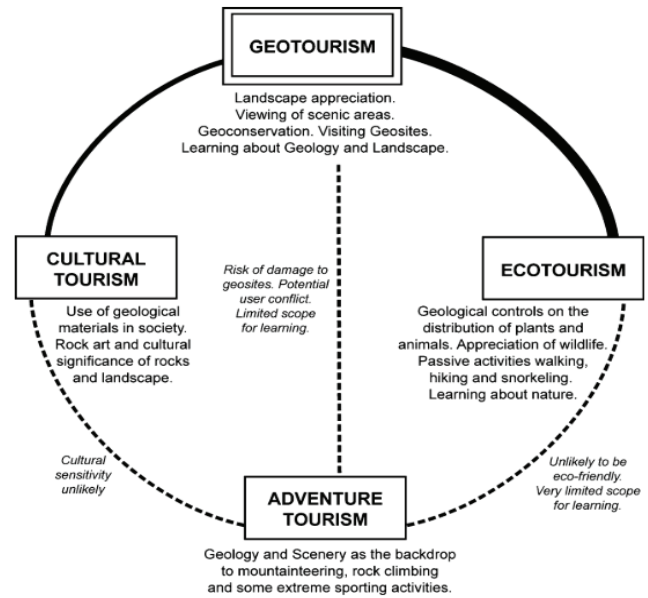 GEOTOURISM
Landscape appreciation.
Viewing of scenic areas.
Geoconservation. Visiting Geosites.
Learning about Geology and Landscape.
CULTURAL
TOURISM
Use of geological
materials in society.
Rock art and cultural
significance of rocks
and landscape.
Risk of damage to
geosites. Potential
user conflict.
Limited scope
for learning.
ECOTOURISM
Geological controls on the
distribution of plants and
animals. Appreciation of wildlife.
Passive activities walking,
hiking and snorkeling.
Learning about nature.
Cultural
sensitivity
unlikely
Unlikely to be
eco-friendly.
Very limited scope
for learning.
ADVENTURE
TOURISM
Geology and Scenery as the backdrop
to mountaineering, rock climbing
and some extreme sporting activities.